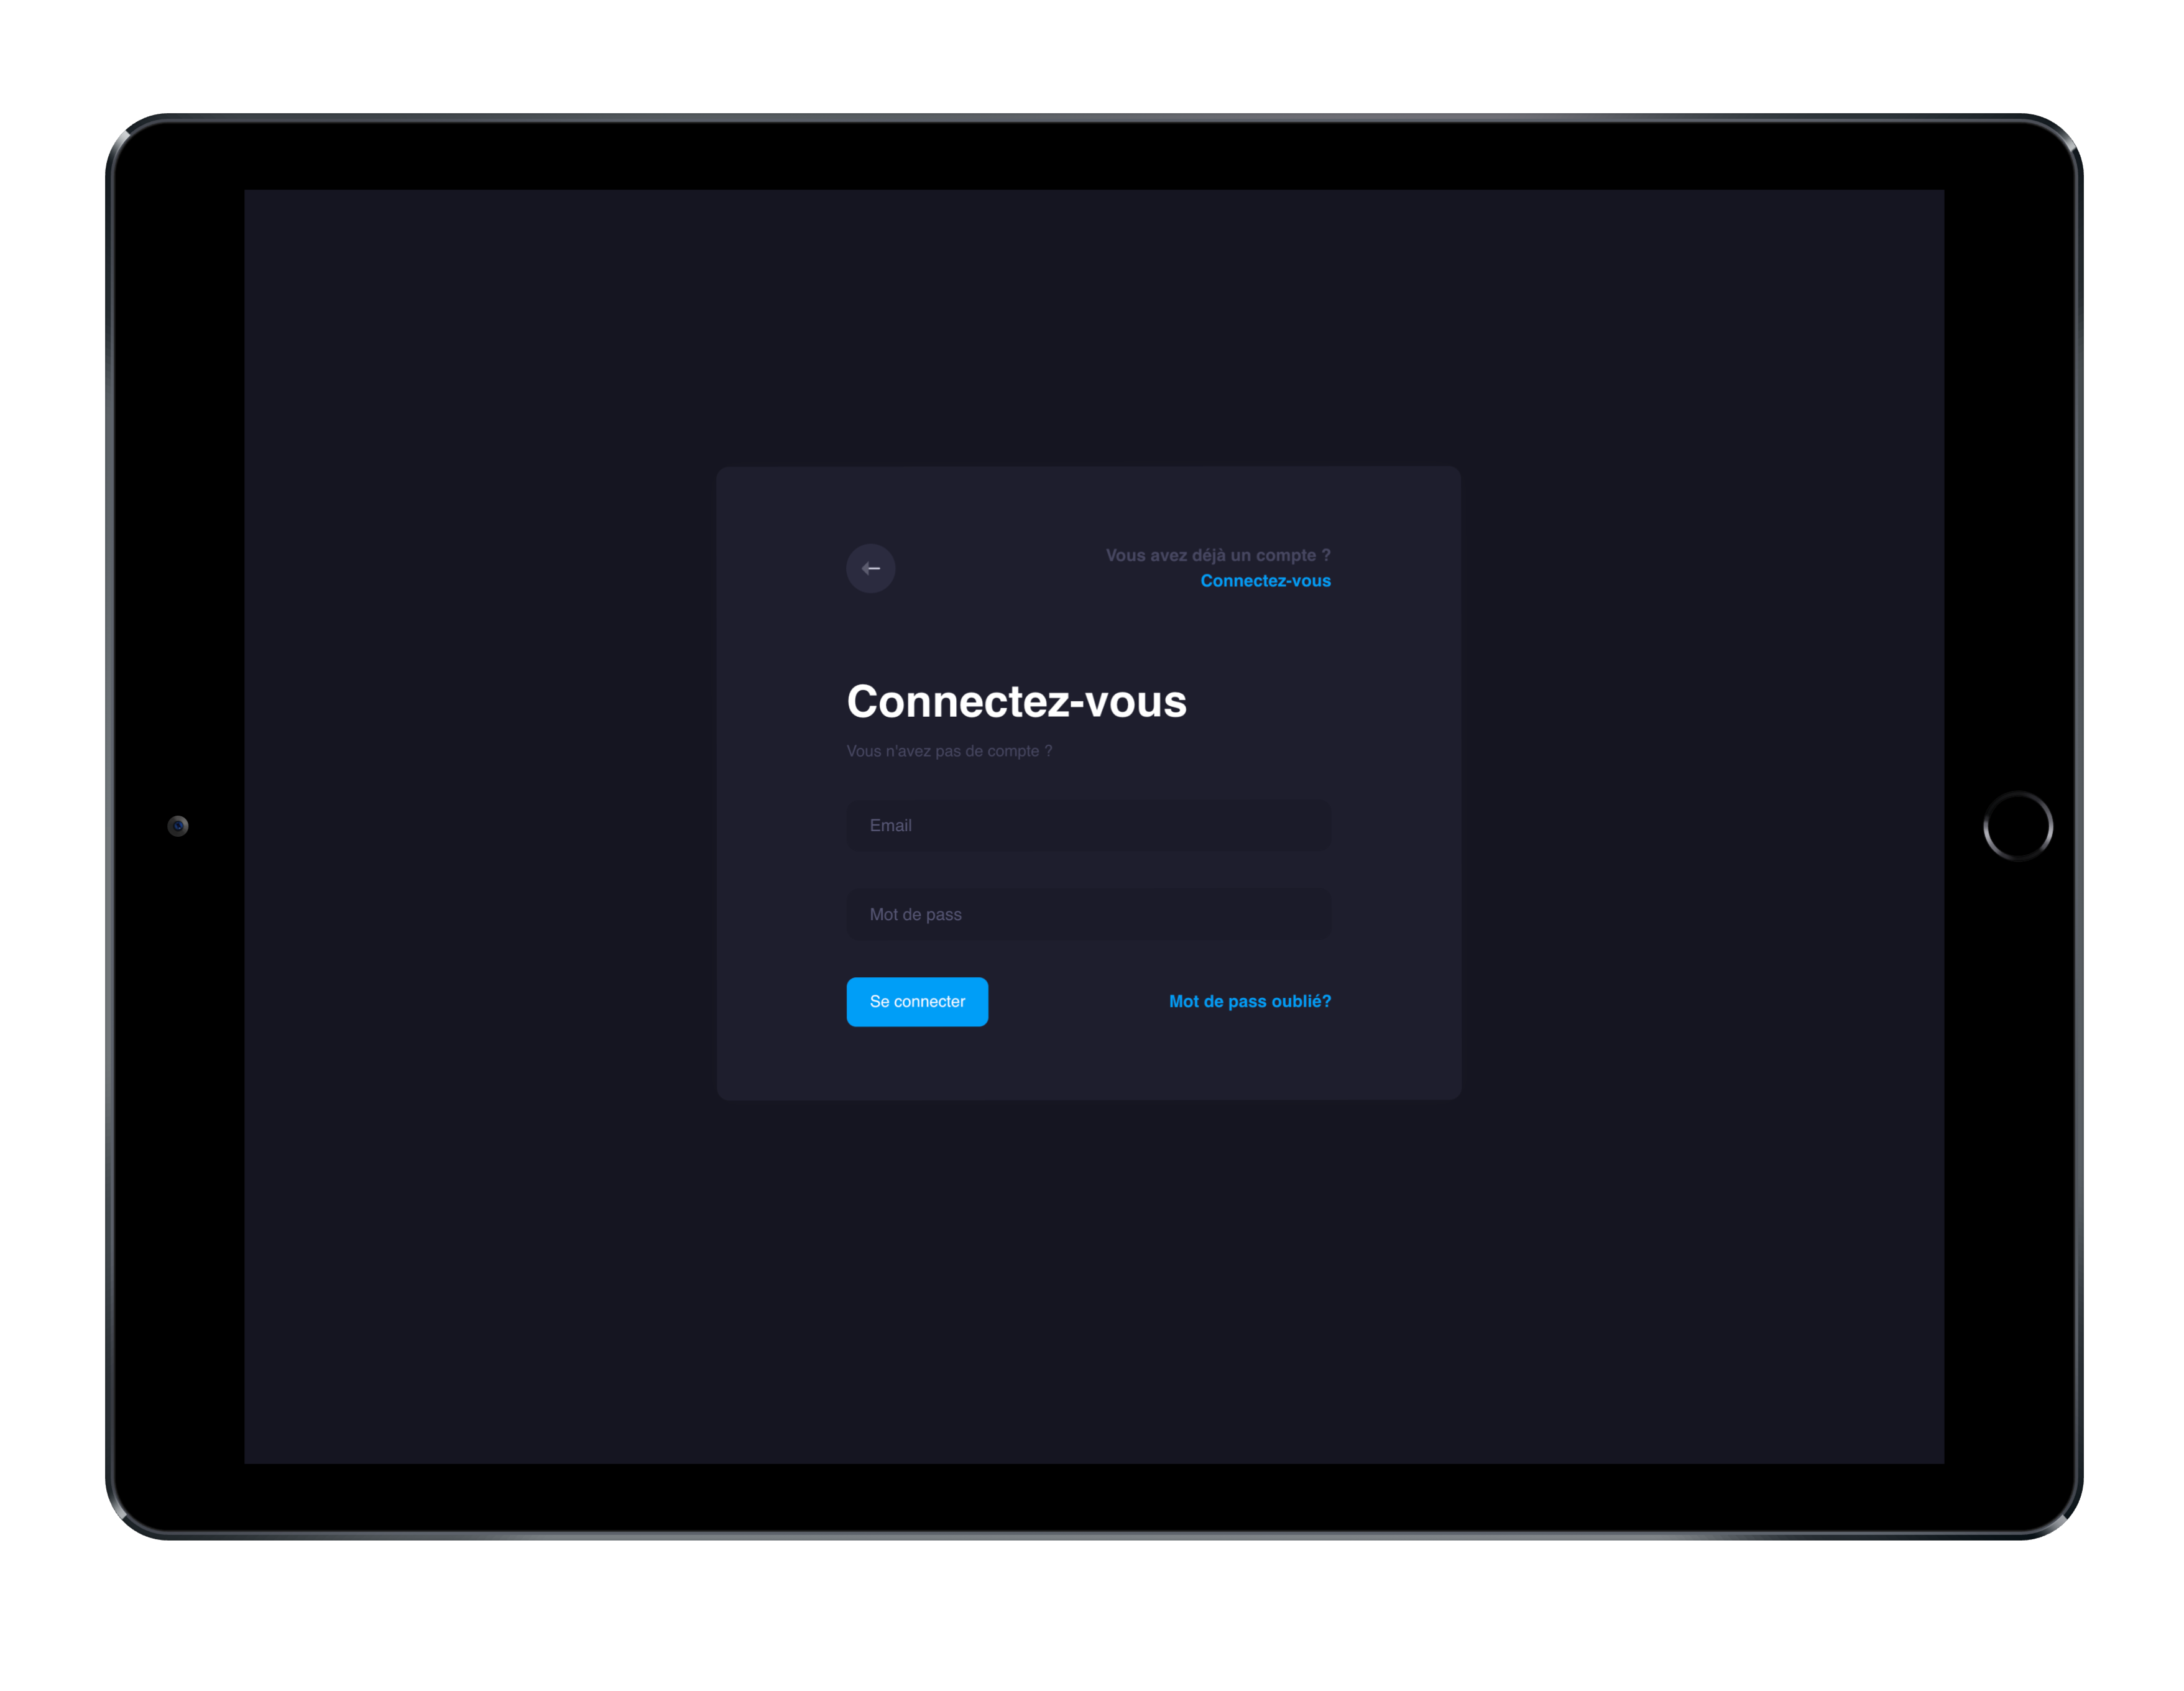 Vous avez déjà un compte ?
Connectez-vous
Connectez-vous
Vous n'avez pas de compte ?
Email
Mot de pass
Se connecter
Mot de pass oublié?